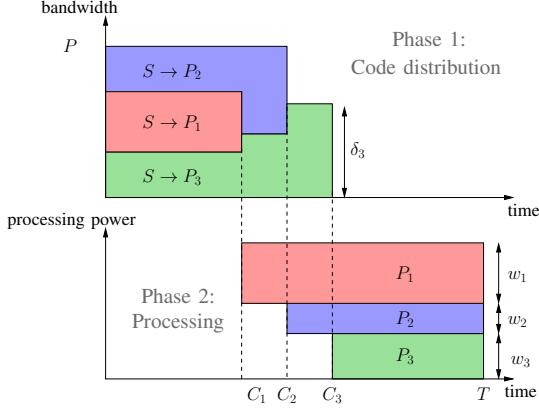 bandwidth
P
Phase 1:
Code distribution
S → P₂
S → P₁
S → P₃
δ₃
time
processing power
Phase 2:
Processing
P₁
P₂
P₃
w₁
w₂
w₃
C₁ C₂ C₃ T time